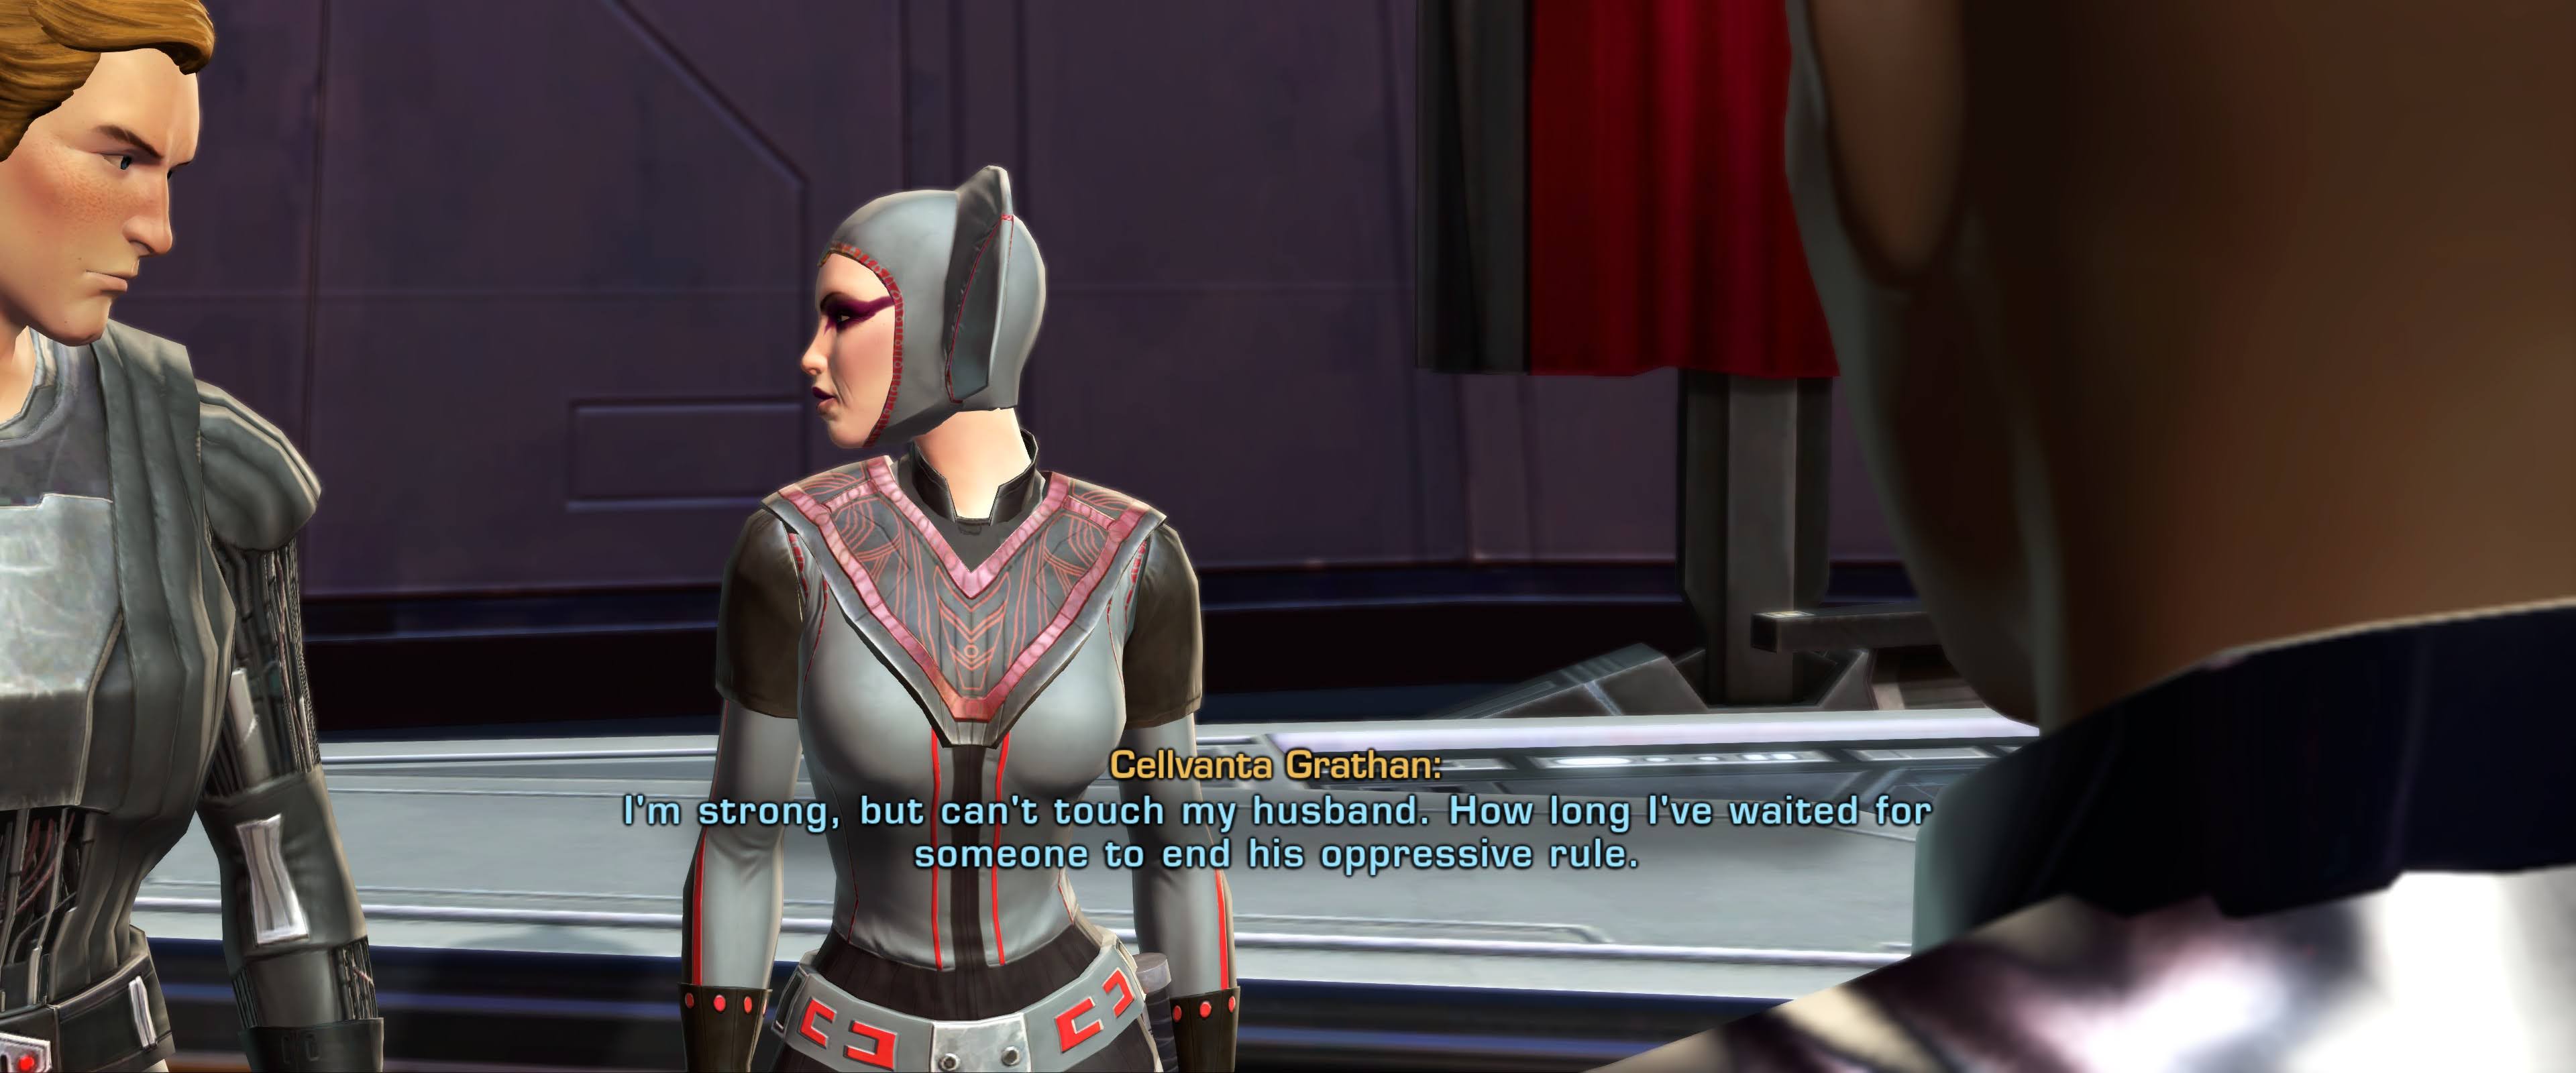 Cellvanta Grathan:
I'm strong, but can't touch my husband. How long I've waited for
someone to end his oppressive rule.